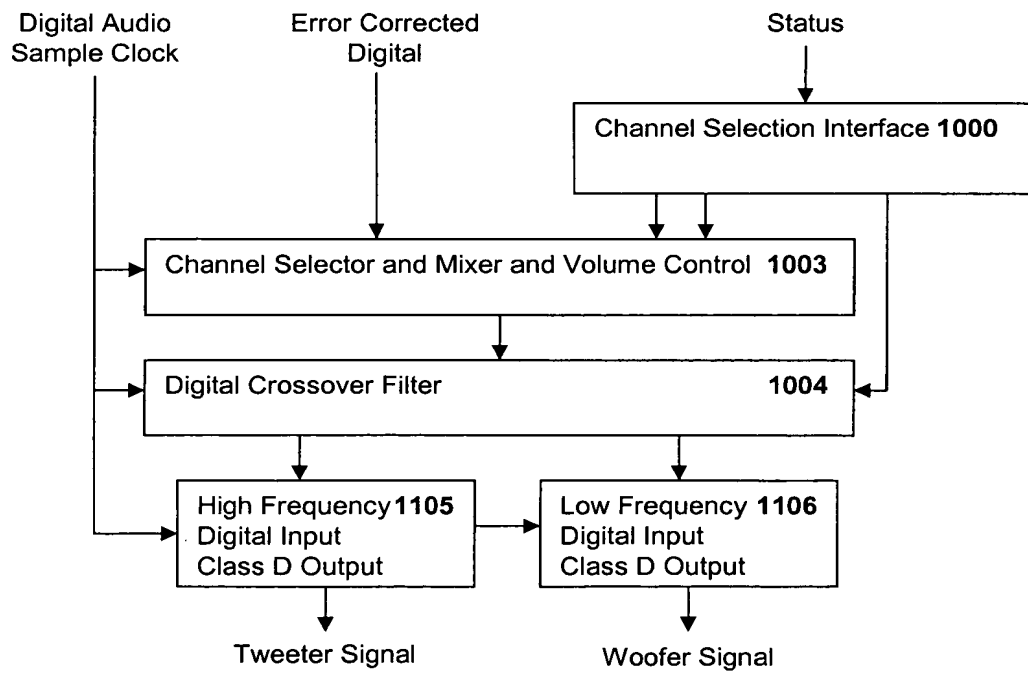 Digital Audio
Sample Clock
Error Corrected
Digital
Status
Channel Selection Interface 1000
Channel Selector and Mixer and Volume Control 1003
Digital Crossover Filter 1004
High Frequency 1105
Digital Input
Class D Output
Low Frequency 1106
Digital Input
Class D Output
Tweeter Signal
Woofer Signal